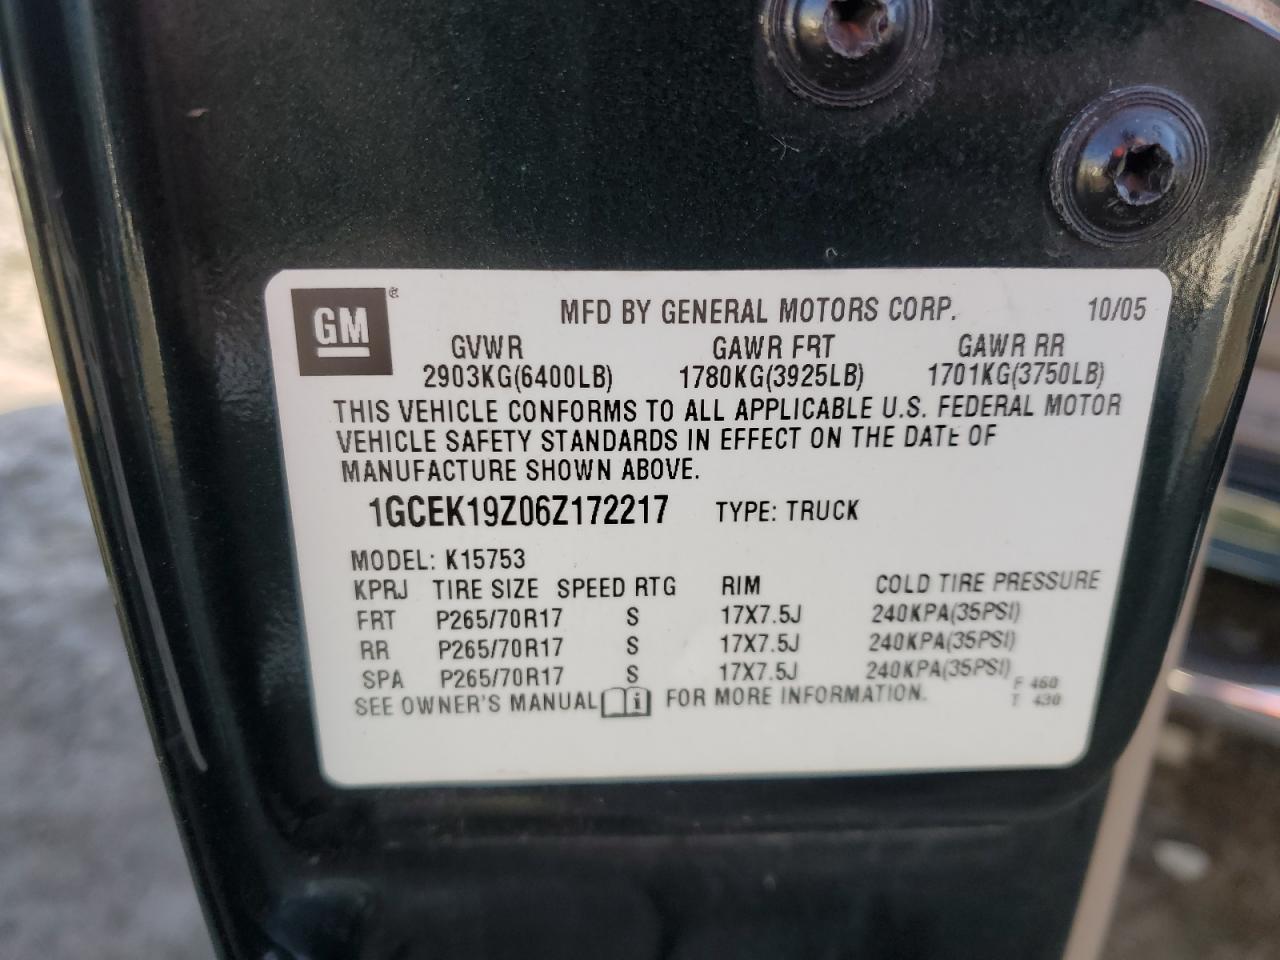 GM®
MFD BY GENERAL MOTORS CORP. 10/05
GVWR GAWR FRT GAWR RR
2903KG(6400LB) 1780KG(3925LB) 1701KG(3750LB)
THIS VEHICLE CONFORMS TO ALL APPLICABLE U.S. FEDERAL MOTOR
VEHICLE SAFETY STANDARDS IN EFFECT ON THE DATE OF
MANUFACTURE SHOWN ABOVE.
1GCEK19Z06Z172217 TYPE: TRUCK
MODEL: K15753
KPRJ TIRE SIZE SPEED RTG RIM COLD TIRE PRESSURE
FRT P265/70R17 S 17X7.5J 240KPA(35PSI)
RR P265/70R17 S 17X7.5J 240KPA(35PSI)
SPA P265/70R17 S 17X7.5J 240KPA(35PSI)
F 460
SEE OWNER'S MANUAL i FOR MORE INFORMATION. T 430